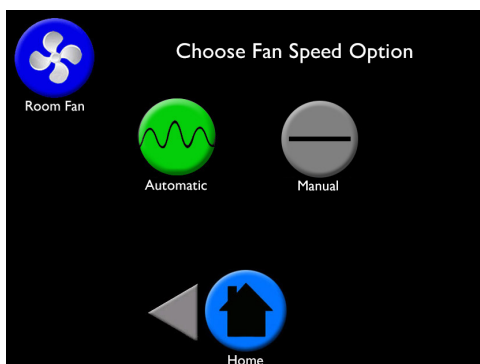 Choose Fan Speed Option
Room Fan
Automatic
Manual
Home